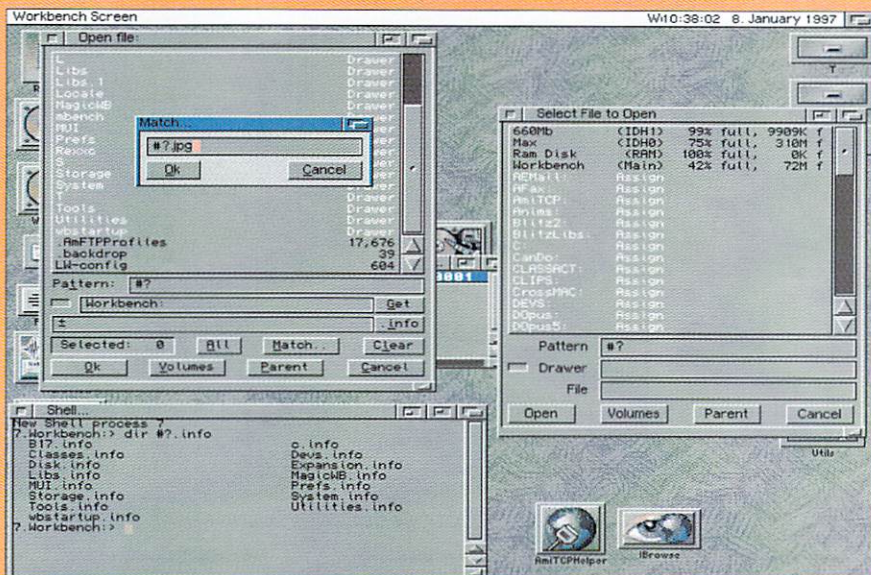 Workbench Screen
10:38:02 8. January 1997
Open file:
L Drawer
Libs Drawer
Libs.1 Drawer
Locale Drawer
MagicWB Drawer
mbench
MUI
Prefs
Rexxc
S
Storage
System Drawer
T Drawer
Tools Drawer
Utilities Drawer
wbstartup Drawer
.AmFTPProfiles 17,676
.backdrop 39
LW-config 604
Pattern: #?
Workbench: Get
.info
Selected: 0 All Match.. Clear
Ok Volumes Parent Cancel
Match...
#?.jpg
Ok Cancel
T
Select File to Open
660Mb (IDH1) 99% full, 9909K f
Max (IDH0) 75% full, 310M f
Ram Disk (RAM) 100% full, 0K f
Workbench (Main) 42% full, 72M f
AEMail: Assign
AFax: Assign
AmiTCP: Assign
Anims: Assign
Blitz2: Assign
BlitzLibs: Assign
C: Assign
CanDo: Assign
CLASSACT: Assign
CLIPS: Assign
CrossMAC: Assign
DEVS: Assign
DOpus: Assign
DOpus5: Assign
Pattern #?
Drawer
File
Open Volumes Parent Cancel
Utils
Shell...
New Shell process 7
7.Workbench:> dir #?.info
B17.info c.info
Classes.info Devs.info
Disk.info Expansion.info
Libs.info MagicWB.info
MUI.info Prefs.info
Storage.info System.info
Tools.info Utilities.info
wbstartup.info
7.Workbench:>
AmiTCPHelper
IBrowse